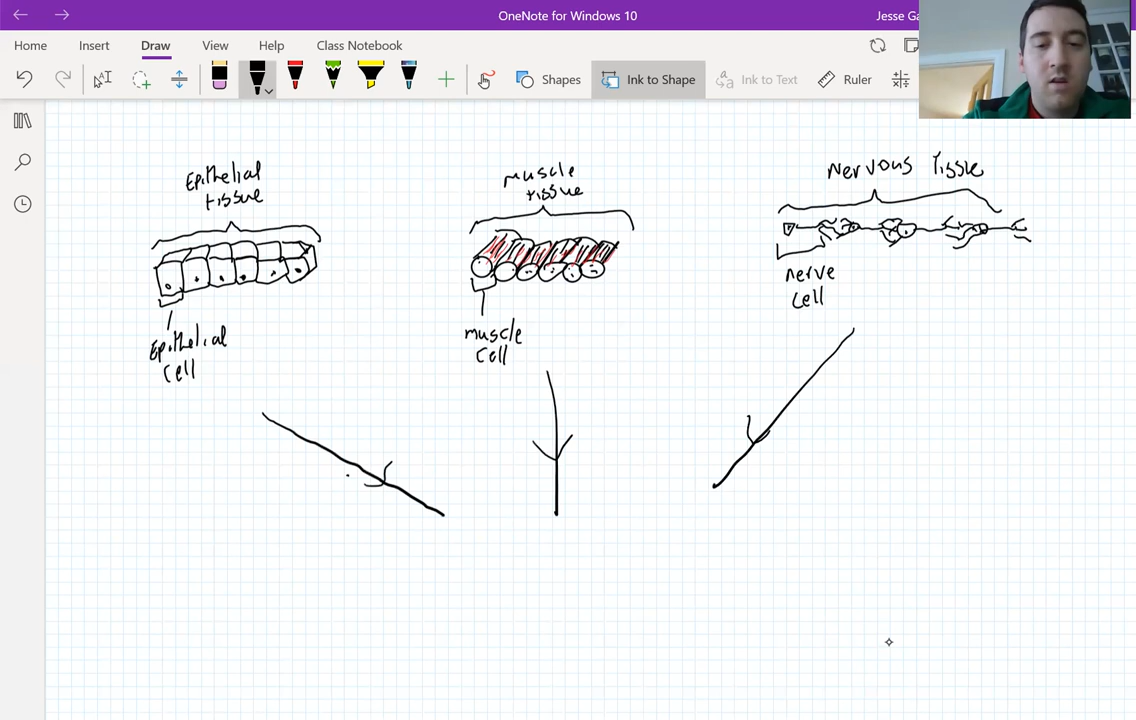 OneNote for Windows 10
Jesse Ga
Home Insert Draw View Help Class Notebook
Shapes Ink to Shape Ink to Text Ruler
Epithelial
tissue
muscle
tissue
Nervous Tissue
nerve
cell
Epithelial
cell
muscle
cell